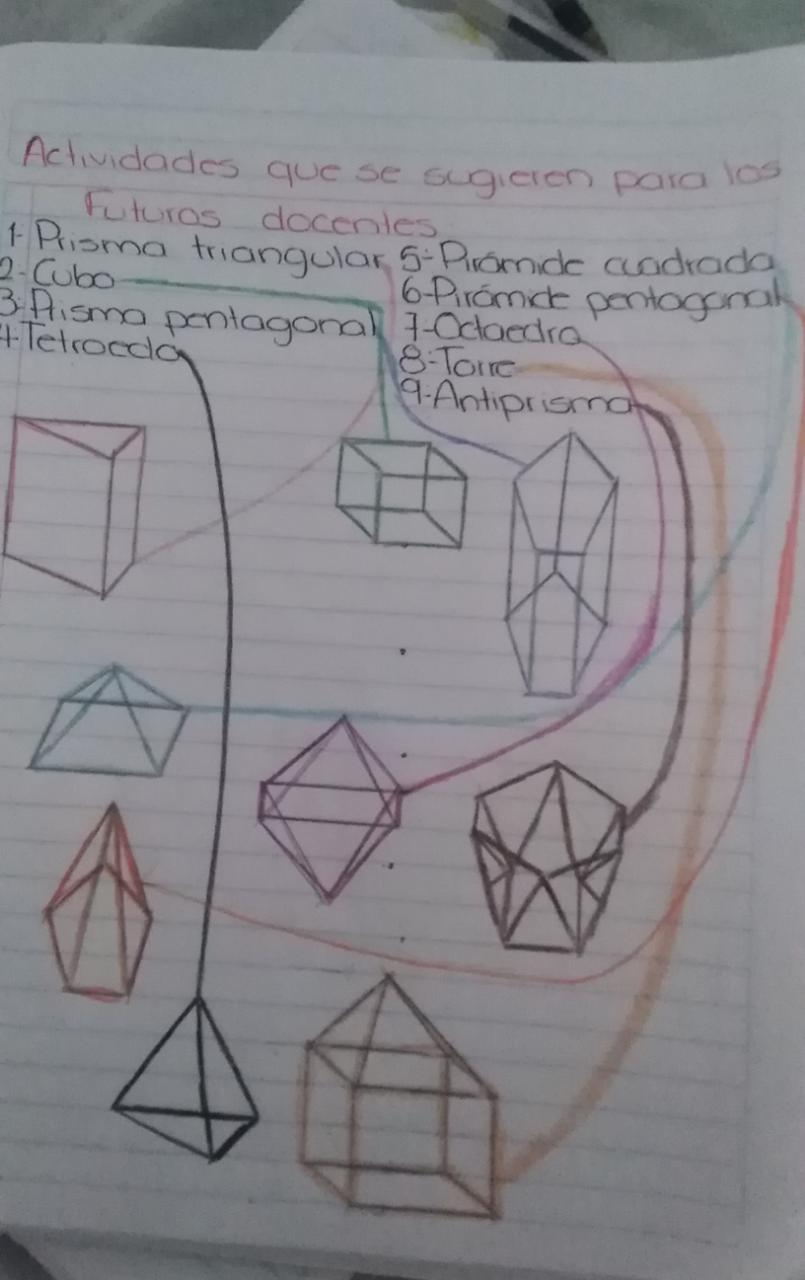 Actividades que se sugieren para los
Futuros docentes
1-Prisma triangular
2-Cubo
3-Prisma pentagonal
4-Tetraedo
5-Pirámide cuadrada
6-Pirámide pentagonal
7-Octaedro
8-Torre
9-Antiprisma